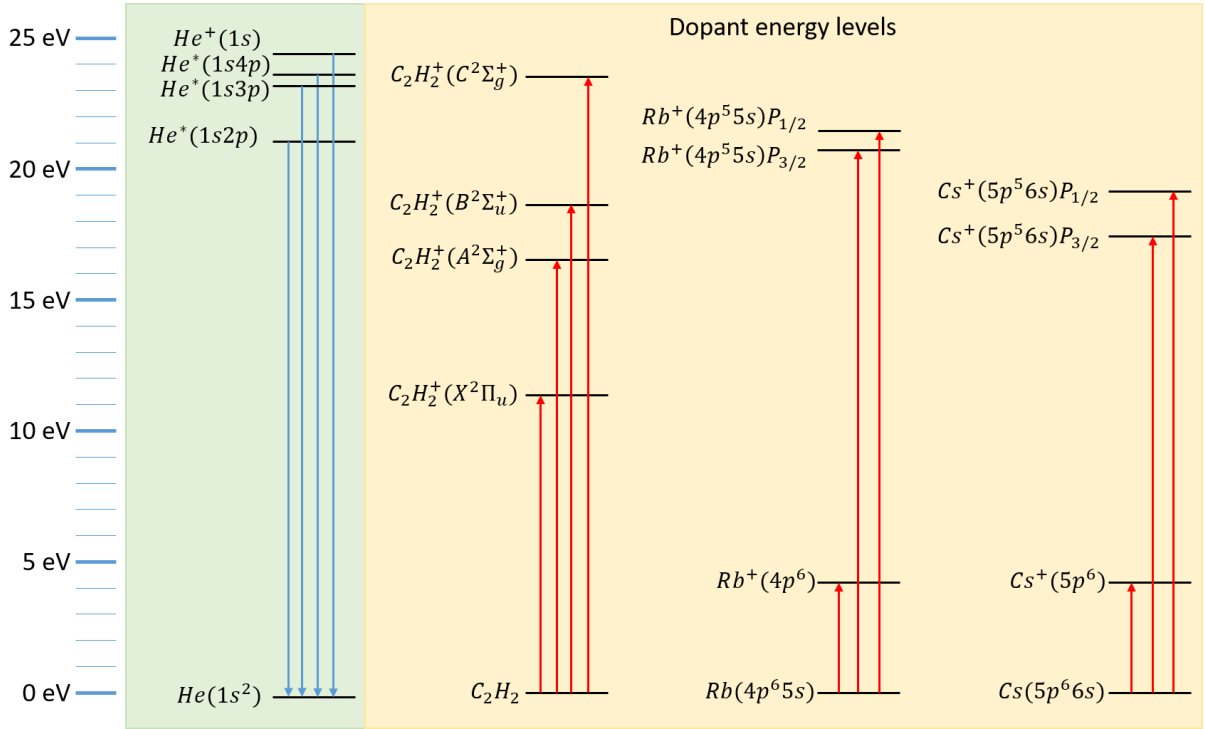 Dopant energy levels
25 eV
20 eV
15 eV
10 eV
5 eV
0 eV
He⁺(1s)
He*(1s4p)
He*(1s3p)
He*(1s2p)
He(1s²)
C₂H₂⁺(C²Σg⁺)
C₂H₂⁺(B²Σu⁺)
C₂H₂⁺(A²Σg⁺)
C₂H₂⁺(X²Πu)
C₂H₂
Rb⁺(4p⁵5s)P₁/₂
Rb⁺(4p⁵5s)P₃/₂
Rb⁺(4p⁶)
Rb(4p⁶5s)
Cs⁺(5p⁵6s)P₁/₂
Cs⁺(5p⁵6s)P₃/₂
Cs⁺(5p⁶)
Cs(5p⁶6s)